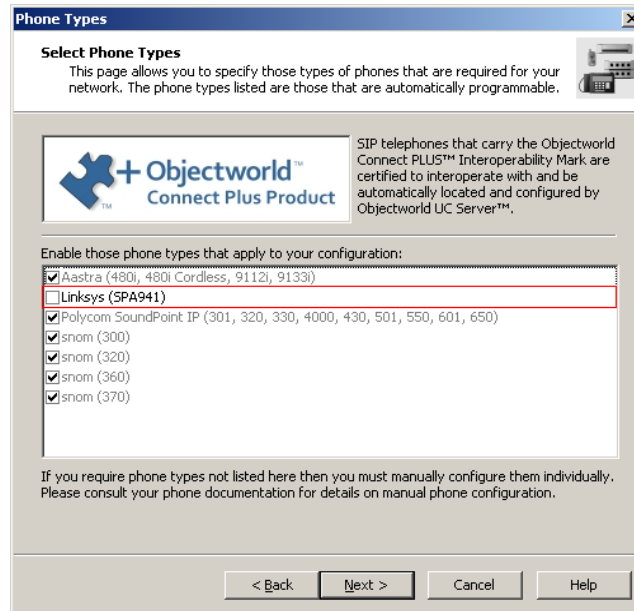 Phone Types
Select Phone Types
This page allows you to specify those types of phones that are required for your
network. The phone types listed are those that are automatically programmable.
+ Objectworld™
Connect Plus Product
TM
SIP telephones that carry the Objectworld
Connect PLUS™ Interoperability Mark are
certified to interoperate with and be
automatically located and configured by
Objectworld UC Server™.
Enable those phone types that apply to your configuration:
Aastra (480i, 480i Cordless, 9112i, 9133i)
Linksys (SPA941)
Polycom SoundPoint IP (301, 320, 330, 4000, 430, 501, 550, 601, 650)
snom (300)
snom (320)
snom (360)
snom (370)
If you require phone types not listed here then you must manually configure them individually.
Please consult your phone documentation for details on manual phone configuration.
< Back
Next >
Cancel
Help